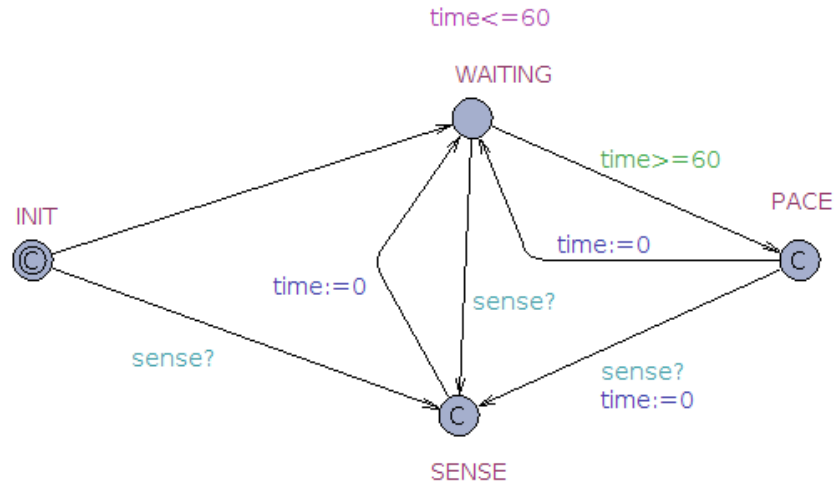 time<=60
WAITING
time>=60
INIT
PACE
C
C
time:=0
time:=0
sense?
sense?
sense?
time:=0
C
SENSE